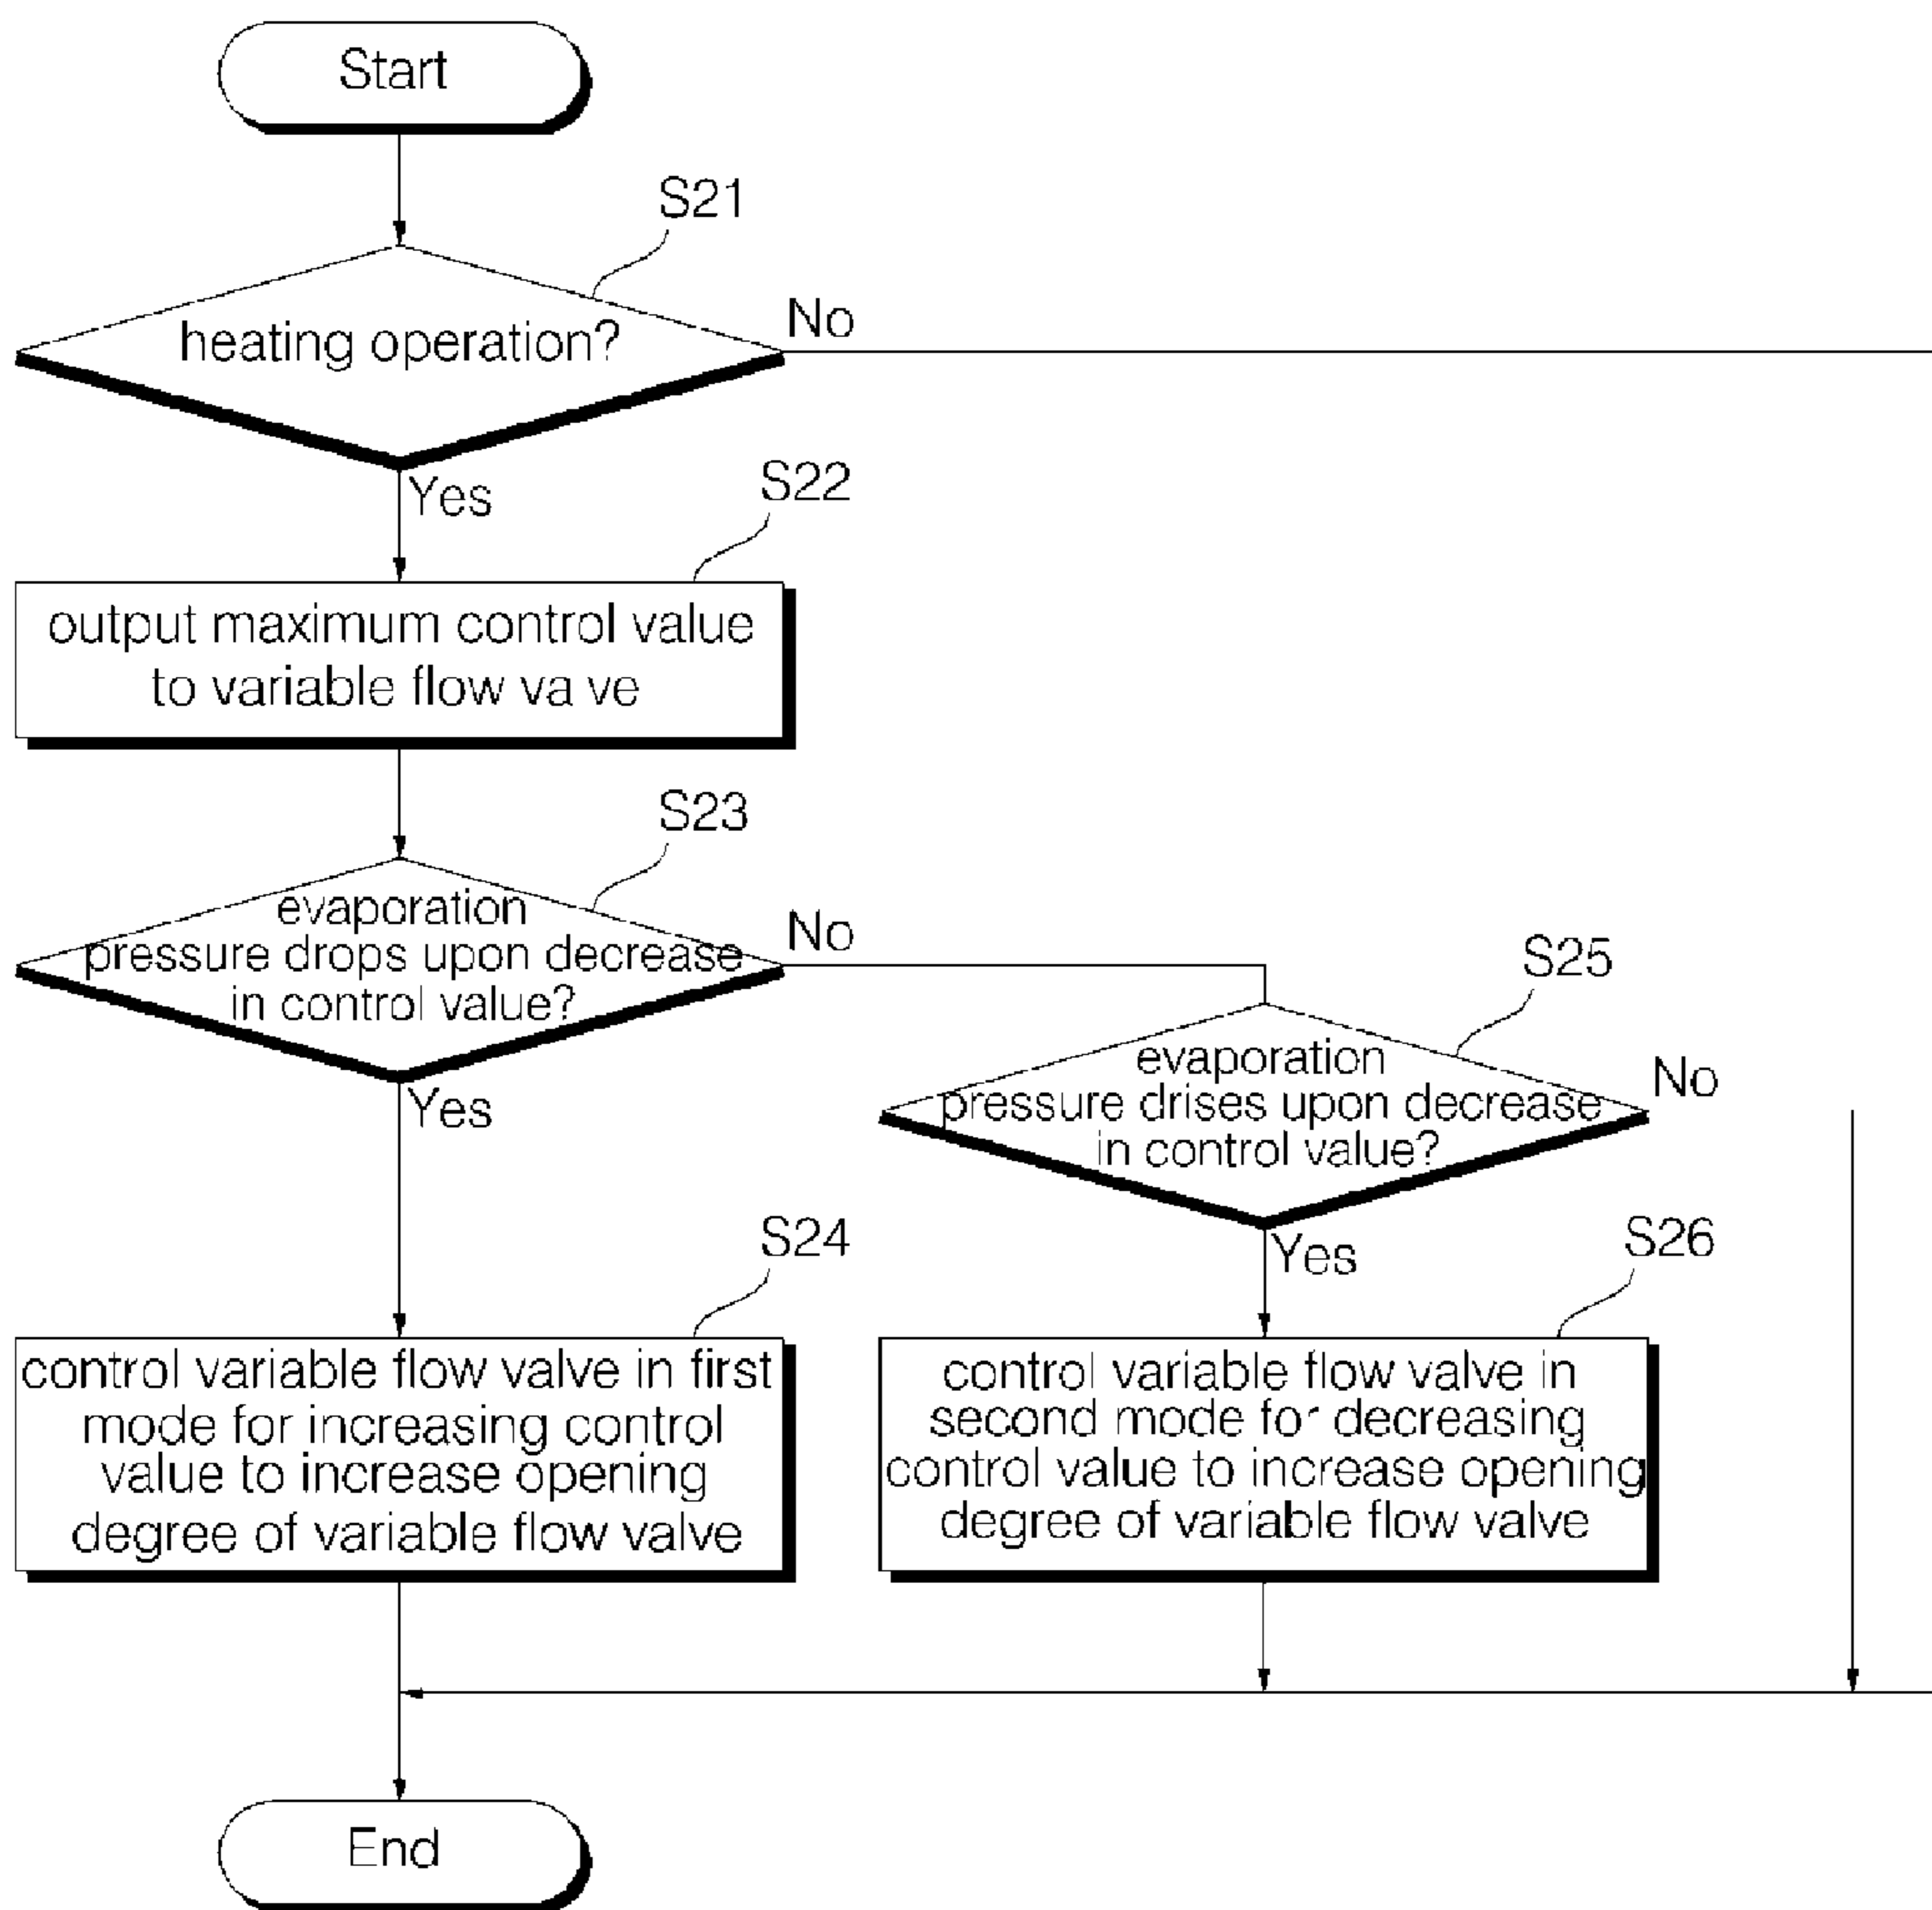 Start
S21
heating operation?
No
Yes
S22
output maximum control value
to variable flow va ve
S23
evaporation
pressure drops upon decrease
in control value?
No
Yes
S25
evaporation
pressure drises upon decrease
in control value?
No
Yes
S24
control variable flow valve in first
mode for increasing control
value to increase opening
degree of variable flow valve
S26
control variable flow valve in
second mode for decreasing
control value to increase opening
degree of variable flow valve
End